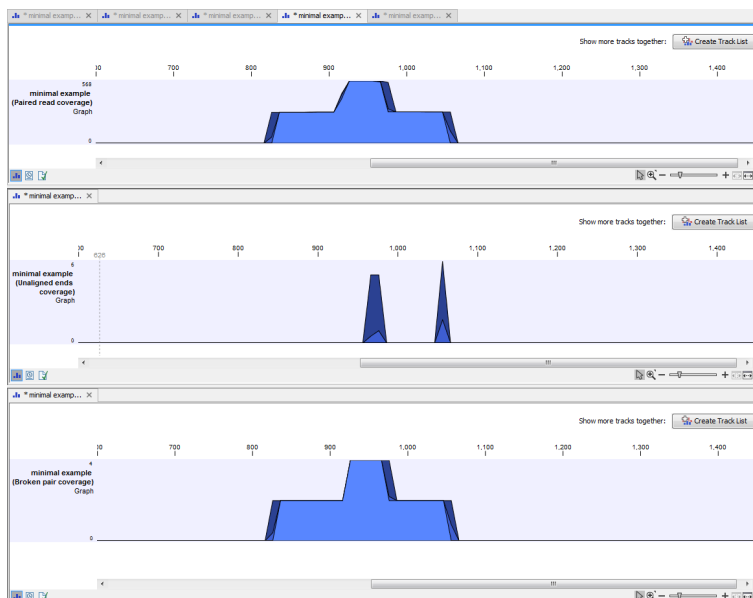 * minimal examp...
* minimal examp...
* minimal examp...
* minimal examp...
* minimal examp...
Show more tracks together:
Create Track List
700
800
900
1,000
1,100
1,200
1,300
1,400
568
minimal example
(Paired read coverage)
Graph
0
* minimal examp...
Show more tracks together:
Create Track List
626
700
800
900
1,000
1,100
1,200
1,300
1,400
6
minimal example
(Unaligned ends
coverage)
Graph
0
* minimal examp...
Show more tracks together:
Create Track List
700
800
900
1,000
1,100
1,200
1,300
1,400
4
minimal example
(Broken pair coverage)
Graph
0